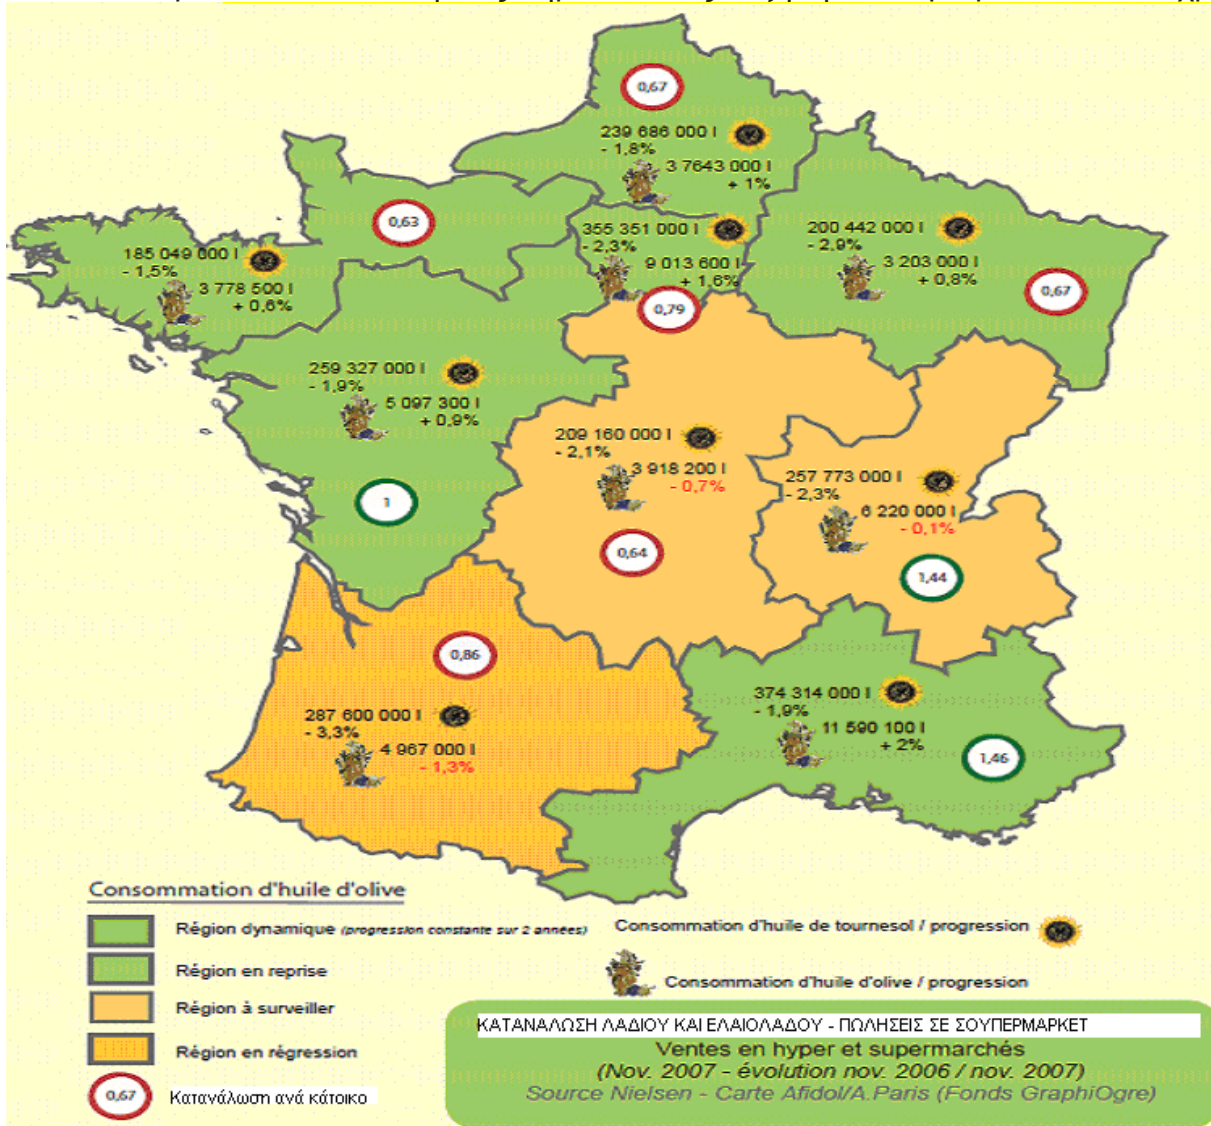 0,67
239 686 000 l
- 1,8%
3 7643 000 l
+ 1%
0,63
185 049 000 l
- 1,5%
3 778 500 l
+ 0,6%
355 351 000 l
- 2,3%
9 013 600 l
+ 1,6%
0,79
200 442 000 l
- 2,9%
3 203 000 l
+ 0,8%
0,67
259 327 000 l
- 1,9%
5 097 300 l
+ 0,9%
1
209 160 000 l
- 2,1%
3 918 200 l
- 0,7%
0,64
257 773 000 l
- 2,3%
6 220 000 l
- 0,1%
1,44
0,86
287 600 000 l
- 3,3%
4 967 000 l
- 1,3%
374 314 000 l
- 1,9%
11 590 100 l
+ 2%
1,46
Consommation d'huile d'olive
Région dynamique (progression constante sur 2 années)
Région en reprise
Région à surveiller
Région en régression
0,67 Κατανάλωση ανά κάτοικο
Consommation d'huile de tournesol / progression
Consommation d'huile d'olive / progression
ΚΑΤΑΝΑΛΩΣΗ ΛΑΔΙΟΥ ΚΑΙ ΕΛΑΙΟΛΑΔΟΥ - ΠΩΛΗΣΕΙΣ ΣΕ ΣΟΥΠΕΡΜΑΡΚΕΤ
Ventes en hyper et supermarchés
(Nov. 2007 - évolution nov. 2006 / nov. 2007)
Source Nielsen - Carte Afidol/A.Paris (Fonds GraphiOgre)